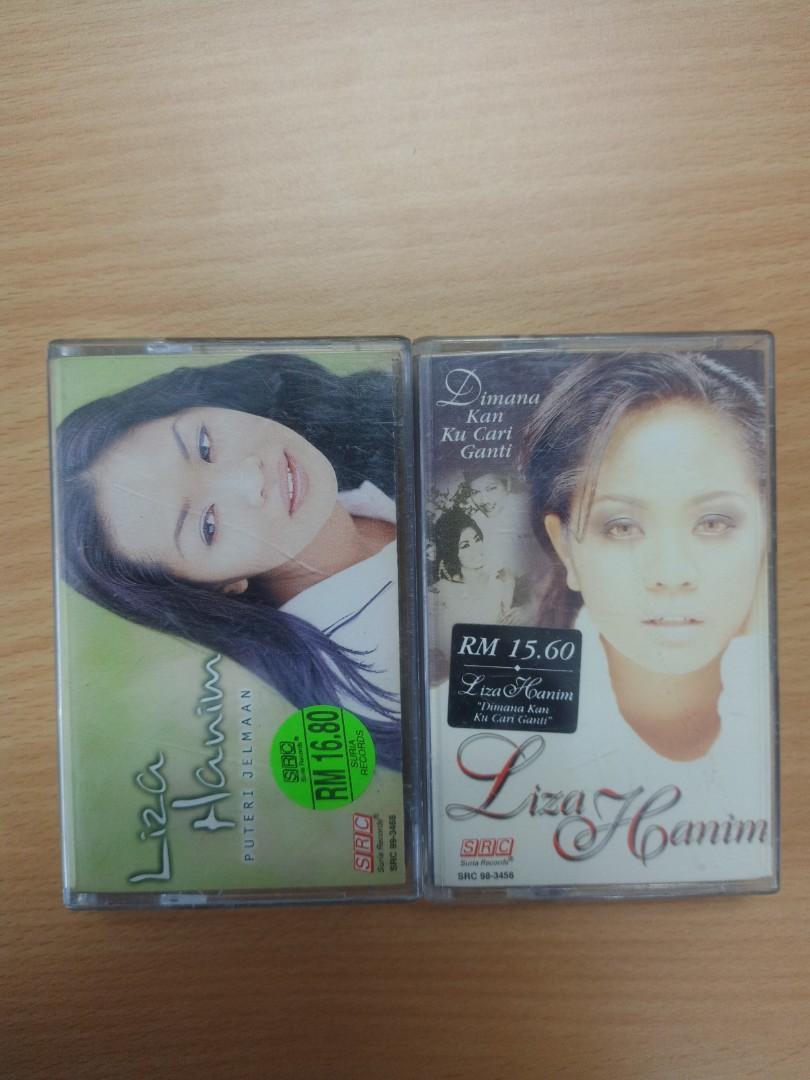 Liza
Hanim
PUTERI JELMAAN
SRC®
Suria Records
RM 16.80
SURIA
RECORDS
SRC
Suria Records®
SRC 99-3468
Dimana
Kan
Ku Cari
Ganti
RM 15.60
Liza Hanim
"Dimana Kan
Ku Cari Ganti"
Liza Hanim
SRC
Suria Records®
SRC 98-3456